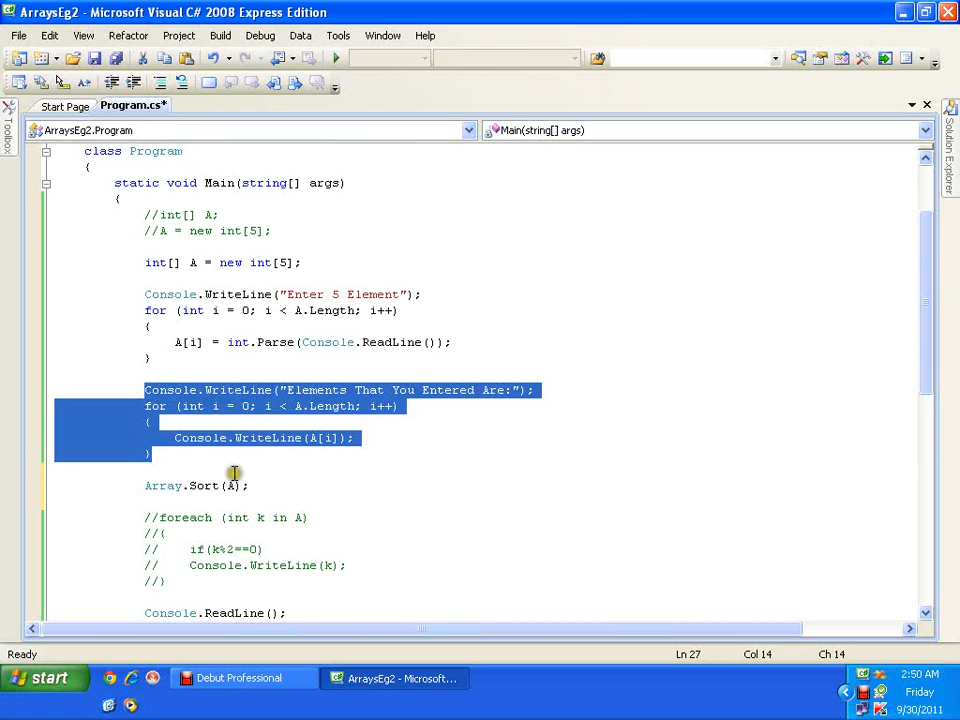 ArraysEg2 - Microsoft Visual C# 2008 Express Edition
File Edit View Refactor Project Build Debug Data Tools Window Help
Start Page Program.cs*
Toolbox
Solution Explorer
ArraysEg2.Program Main(string[] args)
class Program
{
static void Main(string[] args)
{
//int[] A;
//A = new int[5];
int[] A = new int[5];
Console.WriteLine("Enter 5 Element");
for (int i = 0; i < A.Length; i++)
{
A[i] = int.Parse(Console.ReadLine());
}
Console.WriteLine("Elements That You Entered Are:");
for (int i = 0; i < A.Length; i++)
{
Console.WriteLine(A[i]);
}
Array.Sort(A);
//foreach (int k in A)
//{
// if(k%2==0)
// Console.WriteLine(k);
//}
Console.ReadLine();
Ready Ln 27 Col 14 Ch 14
start Debut Professional ArraysEg2 - Microsoft... 2:50 AM
Friday
9/30/2011